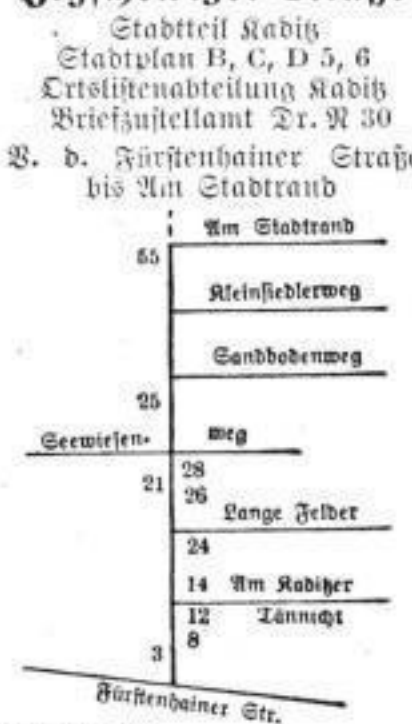 Stadtteil Kaditz
Stadtplan B, C, D 5, 6
Ortslistenabteilung Kaditz
Briefzustellamt Dr. N 30
V. d. Fürstenhainer Straße
bis Am Stadtrand
Am Stadtrand
55
Kleinsiedlerweg
Sandbodenweg
25
Seewiesen- weg
28
21
26
Lange Felder
24
14 Am Kaditzer
12 Tännicht
8
3
Fürstenhainer Str.